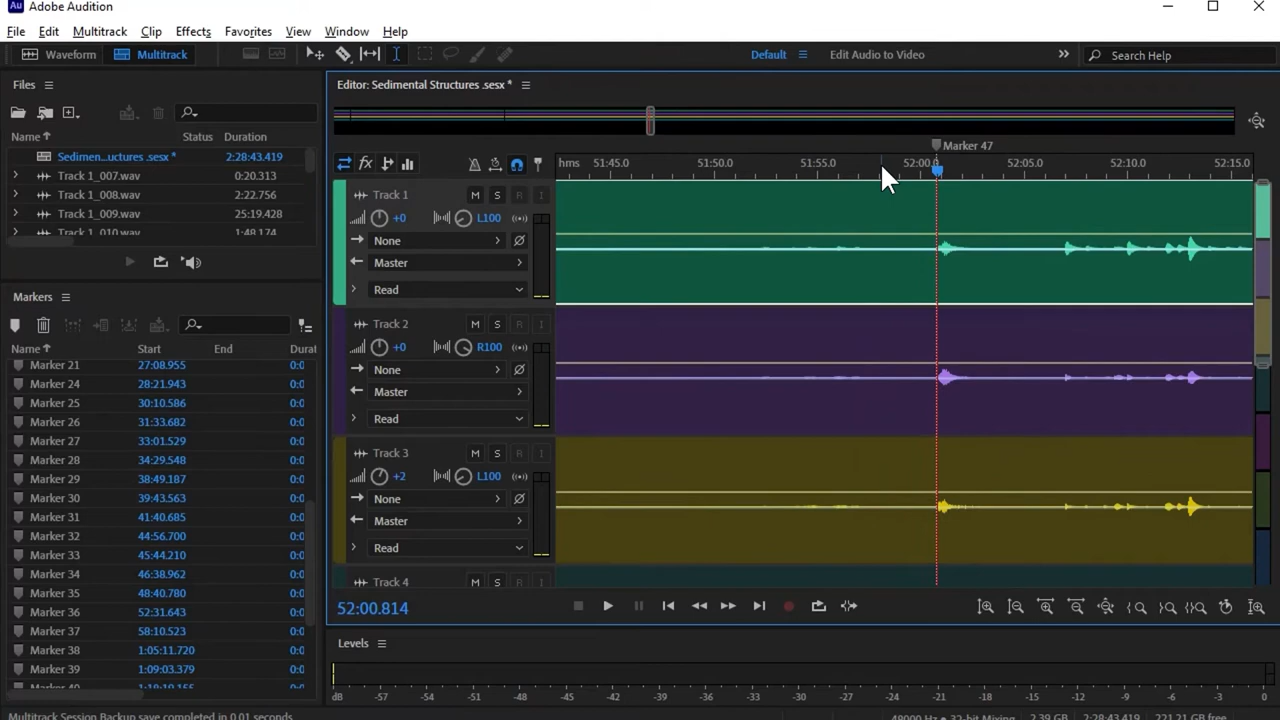 Au Adobe Audition
File Edit Multitrack Clip Effects Favorites View Window Help
Waveform Multitrack Default Edit Audio to Video Search Help
Files
Name Status Duration
Sedimen...uctures .sesx * 2:28:43.419
Track 1_007.wav 0:20.313
Track 1_008.wav 2:22.756
Track 1_009.wav 25:19.428
Track 1_010.wav 1:48.174
Markers
Name Start End Durat
Marker 21 27:08.955 0:0
Marker 24 28:21.943 0:0
Marker 25 30:10.586 0:0
Marker 26 31:33.682 0:0
Marker 27 33:01.529 0:0
Marker 28 34:29.548 0:0
Marker 29 38:49.187 0:0
Marker 30 39:43.563 0:0
Marker 31 41:40.685 0:0
Marker 32 44:56.700 0:0
Marker 33 45:44.210 0:0
Marker 34 46:38.962 0:0
Marker 35 48:40.780 0:0
Marker 36 52:31.643 0:0
Marker 37 58:10.523 0:0
Marker 38 1:05:11.720 0:0
Marker 39 1:09:03.379 0:0
Marker 40 1:18:19.155 0:0
Editor: Sedimental Structures .sesx *
Marker 47
fx hms 51:45.0 51:50.0 51:55.0 52:00.0 52:05.0 52:10.0 52:15.0
Track 1 M S R I
+0 L100
None
Master
Read
Track 2 M S R I
+0 R100
None
Master
Read
Track 3 M S R I
+2 L100
None
Master
Read
Track 4 M S R I
52:00.814
Levels
dB -57 -54 -51 -48 -45 -42 -39 -36 -33 -30 -27 -24 -21 -18 -15 -12 -9 -6 -3 0
Multitrack Session Backup save completed in 0.01 seconds 48000 Hz • 32-bit Mixing 2.39 GB 2:28:43.419 221.21 GB free